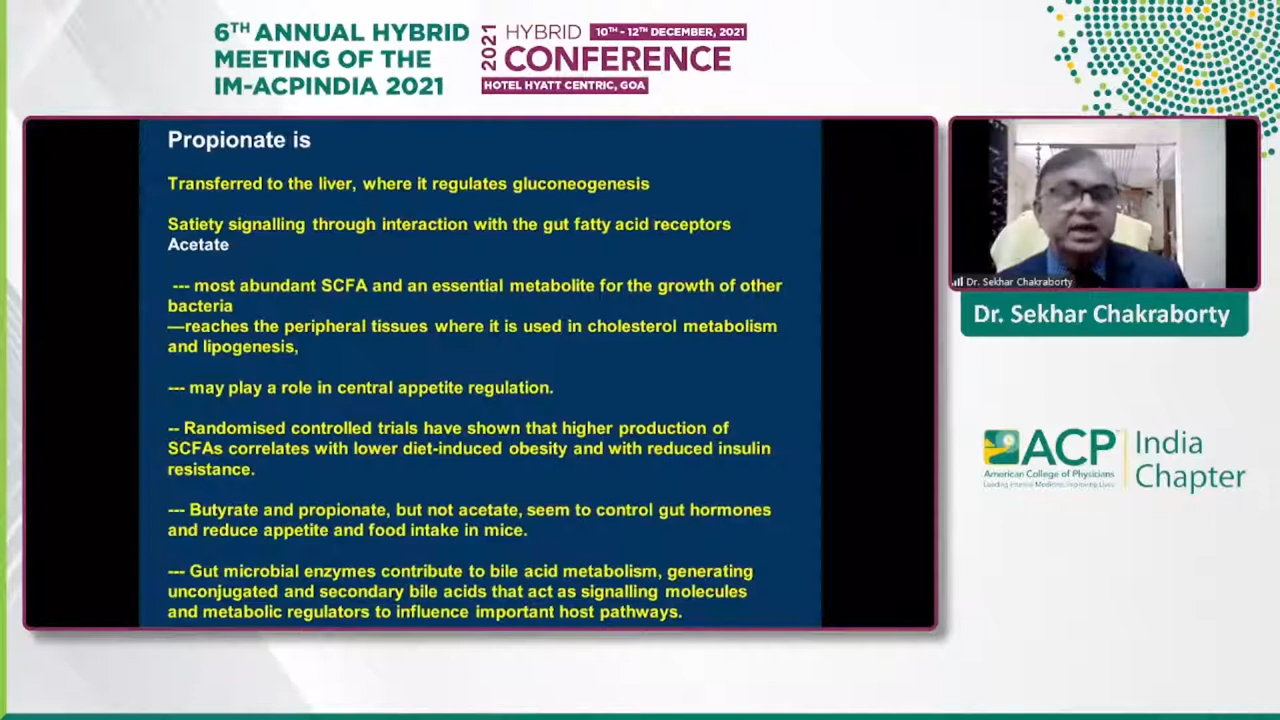 6TH ANNUAL HYBRID
MEETING OF THE
IM-ACPINDIA 2021
2021
HYBRID 10TH - 12TH DECEMBER, 2021
CONFERENCE
HOTEL HYATT CENTRIC, GOA
Propionate is
Transferred to the liver, where it regulates gluconeogenesis
Satiety signalling through interaction with the gut fatty acid receptors
Acetate
--- most abundant SCFA and an essential metabolite for the growth of other
bacteria
—reaches the peripheral tissues where it is used in cholesterol metabolism
and lipogenesis,
--- may play a role in central appetite regulation.
-- Randomised controlled trials have shown that higher production of
SCFAs correlates with lower diet-induced obesity and with reduced insulin
resistance.
--- Butyrate and propionate, but not acetate, seem to control gut hormones
and reduce appetite and food intake in mice.
--- Gut microbial enzymes contribute to bile acid metabolism, generating
unconjugated and secondary bile acids that act as signalling molecules
and metabolic regulators to influence important host pathways.
Dr. Sekhar Chakraborty
Dr. Sekhar Chakraborty
ACP
American College of Physicians
Leading Internal Medicine, Improving Lives
India
Chapter